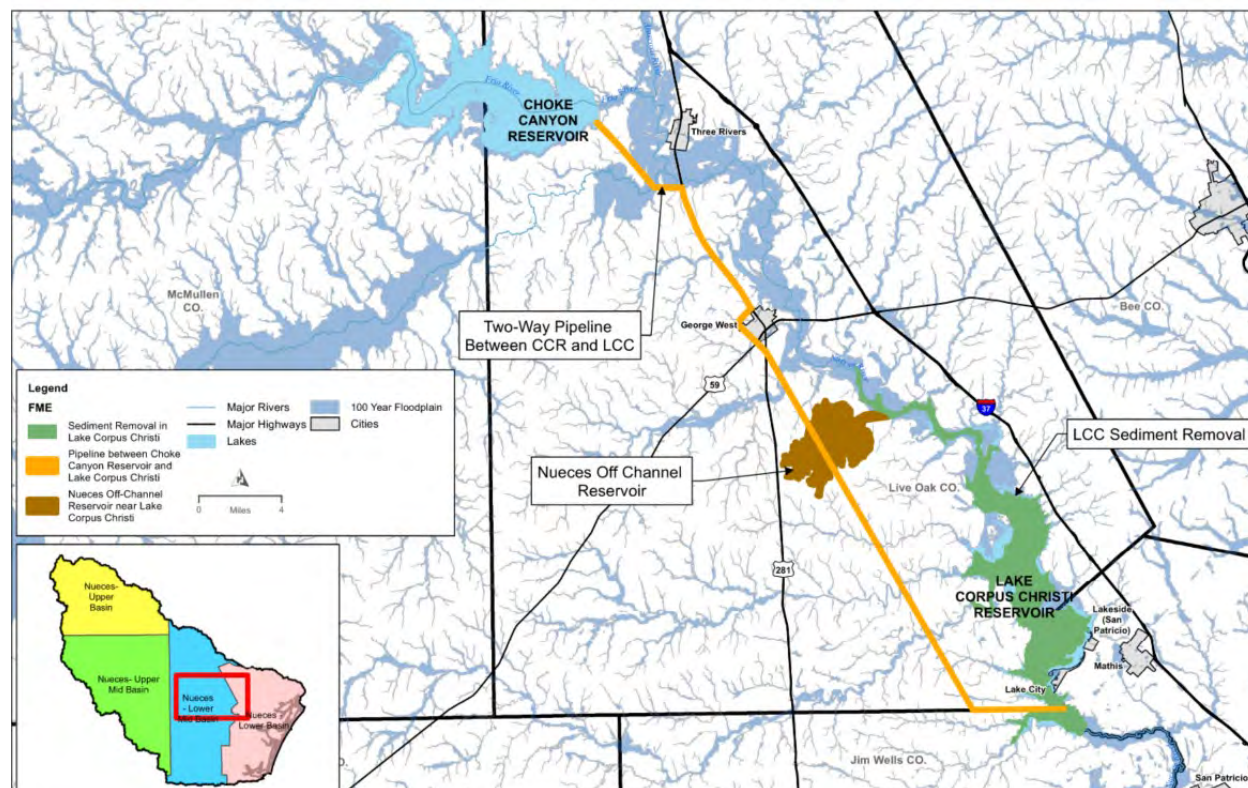 Frio River
CHOKE
CANYON
RESERVOIR
Three Rivers
McMullen
CO.
Two-Way Pipeline
Between CCR and LCC
George West
Bee CO.
59
37
LCC Sediment Removal
Nueces Off Channel
Reservoir
Live Oak CO.
281
LAKE
CORPUS CHRISTI
RESERVOIR
Lakeside
(San
Patricio)
Mathis
Lake City
Jim Wells CO.
San Patricio
Legend
FME
Sediment Removal in
Lake Corpus Christi
Pipeline between Choke
Canyon Reservoir and
Lake Corpus Christi
Nueces Off-Channel
Reservoir near Lake
Corpus Christi
Major Rivers
Major Highways
Lakes
100 Year Floodplain
Cities
0 4
Miles
Nueces-
Upper
Basin
Nueces- Upper
Mid Basin
Nueces
- Lower
Mid Basin
Nueces
Lower Basin